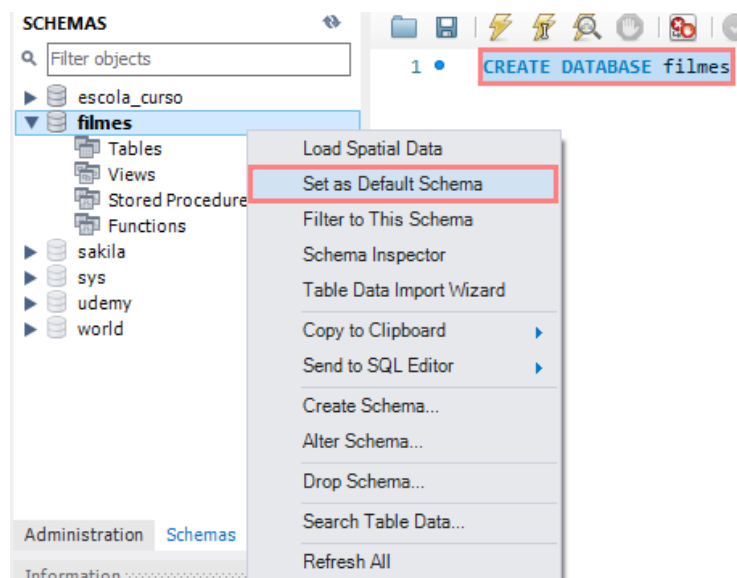 SCHEMAS
Filter objects
escola_curso
filmes
Tables
Views
Stored Procedure
Functions
sakila
sys
udemy
world
Administration Schemas
Information
1 CREATE DATABASE filmes
Load Spatial Data
Set as Default Schema
Filter to This Schema
Schema Inspector
Table Data Import Wizard
Copy to Clipboard
Send to SQL Editor
Create Schema...
Alter Schema...
Drop Schema...
Search Table Data...
Refresh All